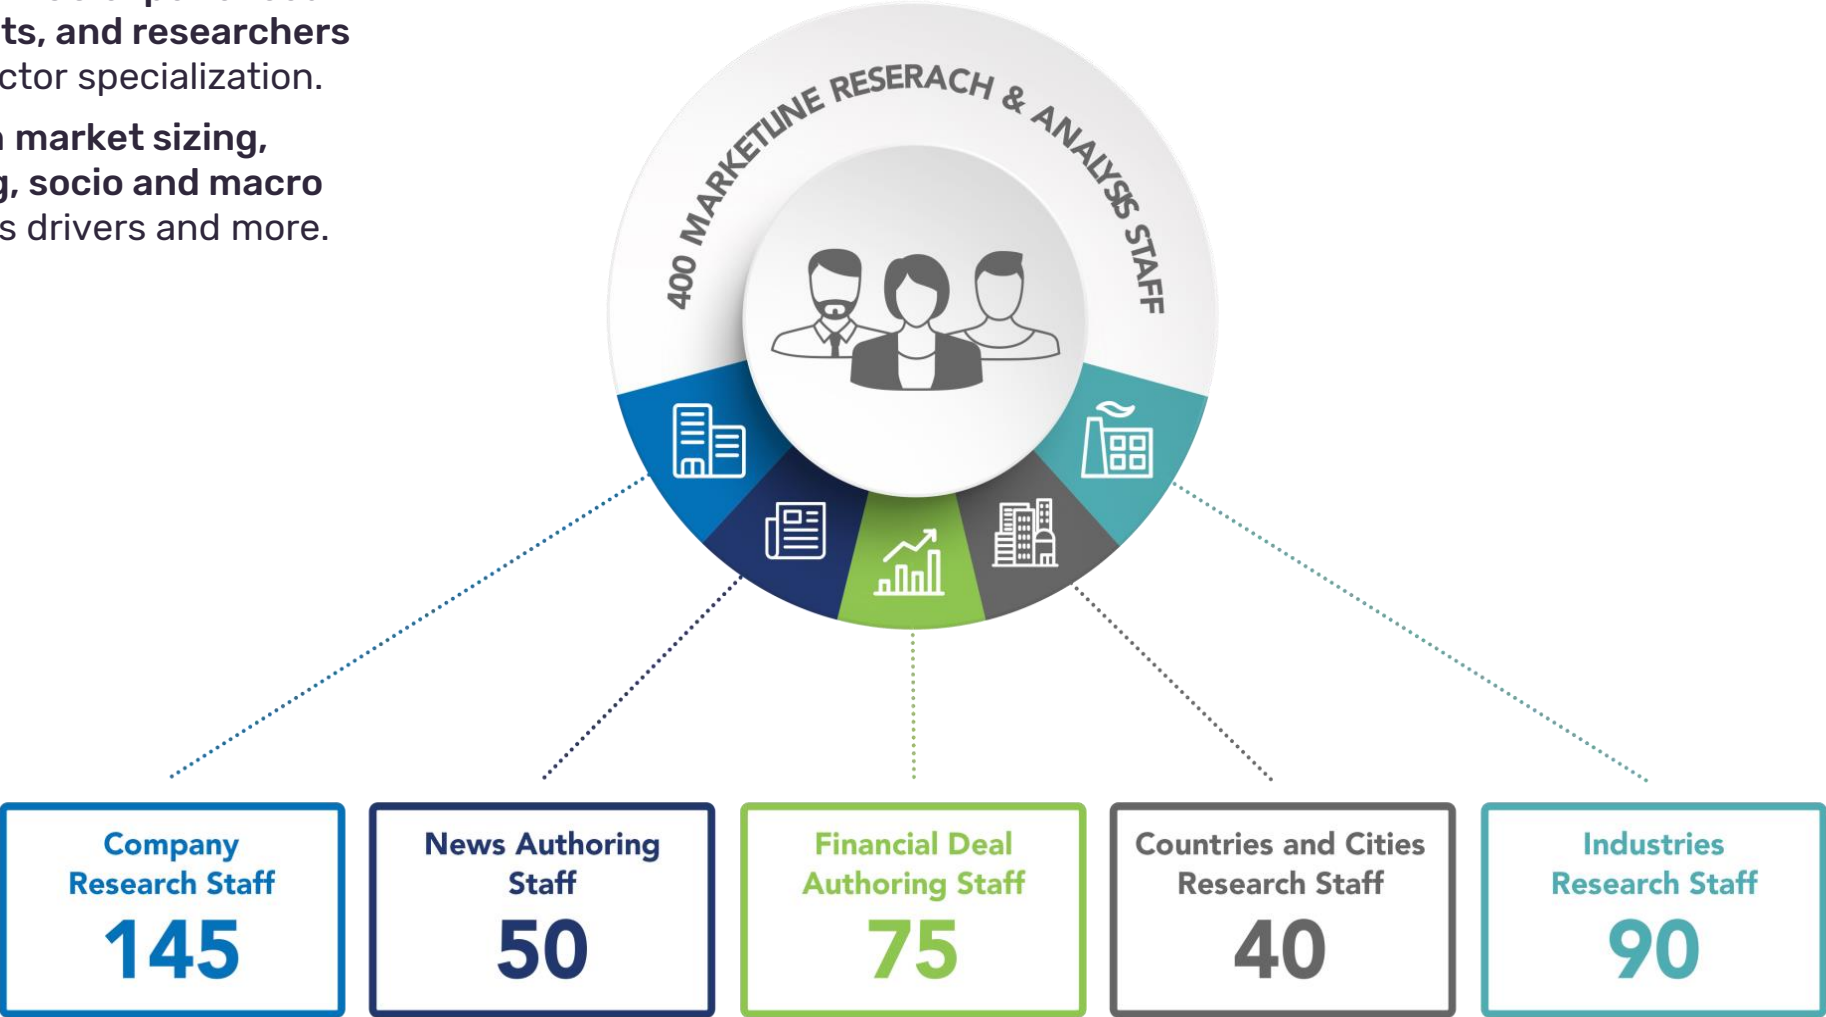 ts, and researchers
ctor specialization.
market sizing,
g, socio and macro
s drivers and more.
400 MARKETLINE RESERACH & ANALYSIS STAFF
Company
Research Staff
145
News Authoring
Staff
50
Financial Deal
Authoring Staff
75
Countries and Cities
Research Staff
40
Industries
Research Staff
90